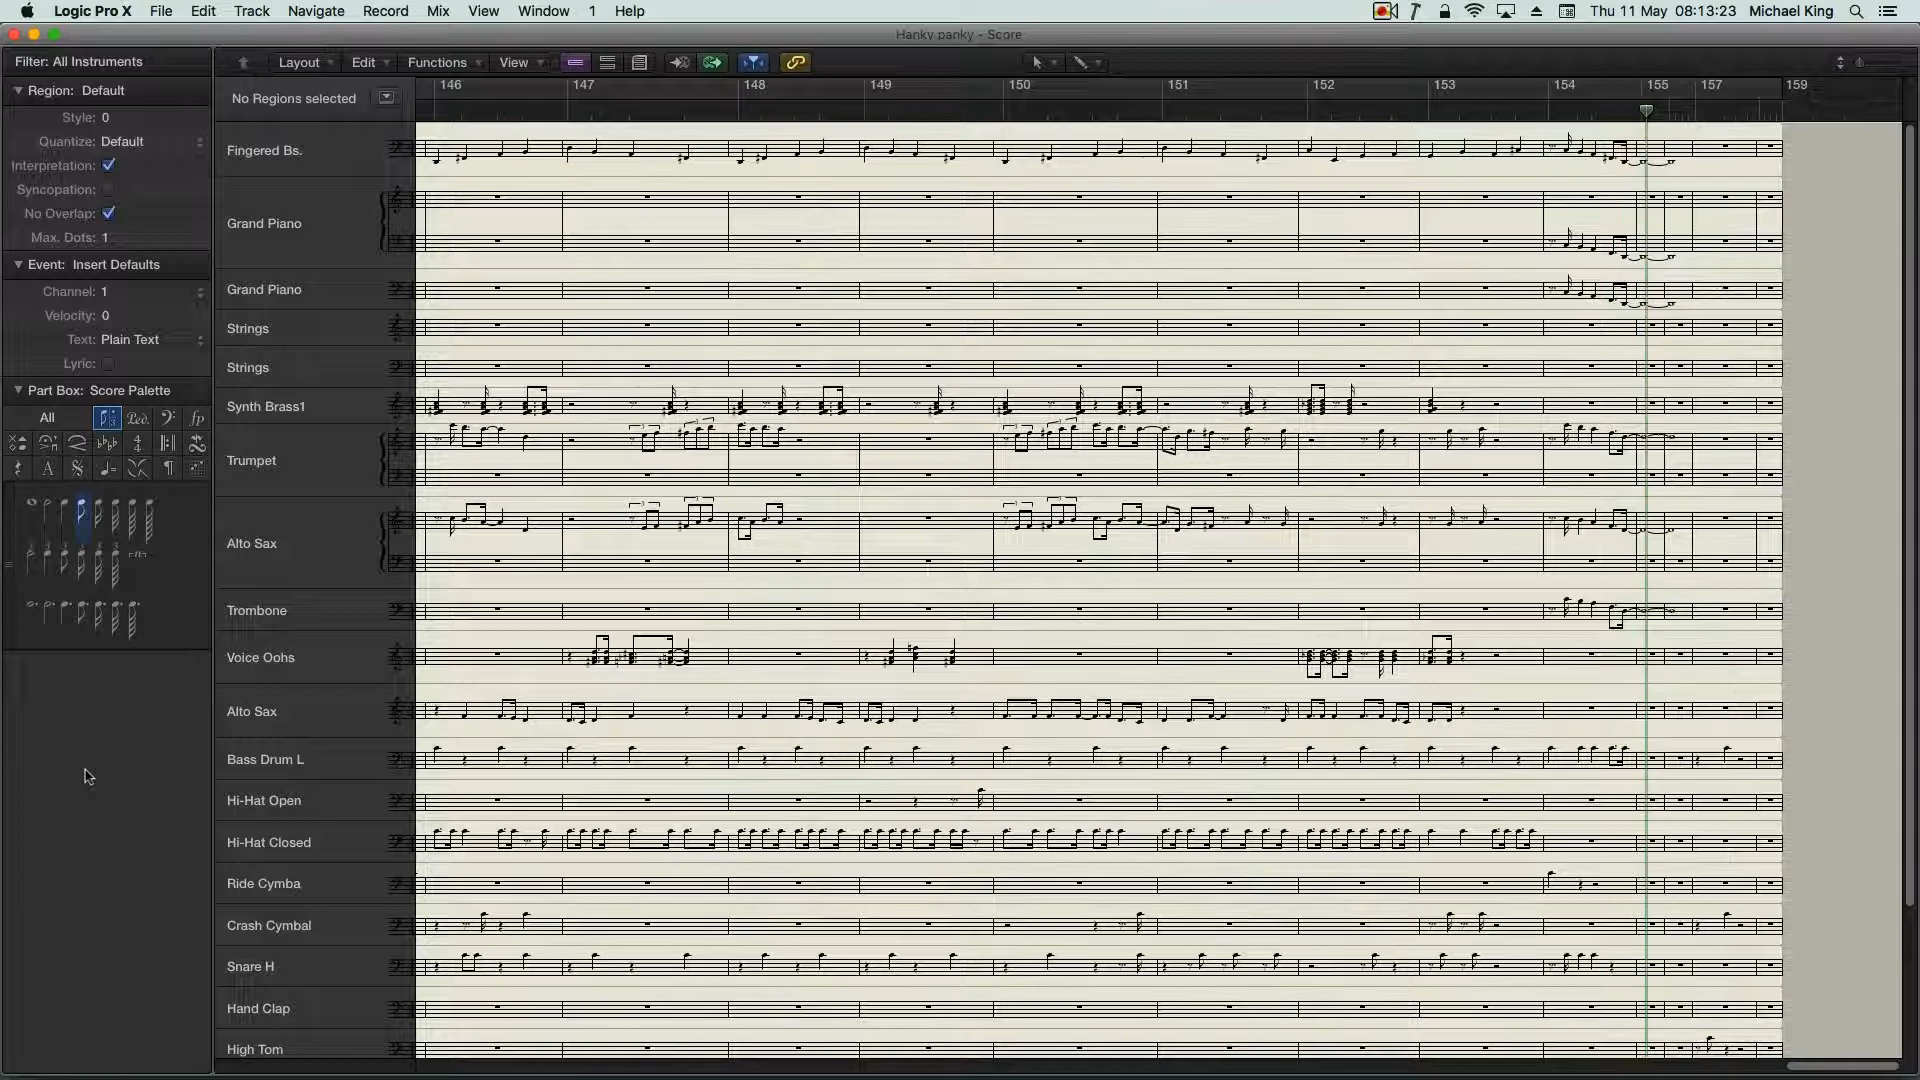 Logic Pro X File Edit Track Navigate Record Mix View Window 1 Help Thu 11 May 08:13:23 Michael King
Hanky panky - Score
Filter: All Instruments
Layout Edit Functions View
Region: Default
No Regions selected
146 147 148 149 150 151 152 153 154 155 157 159
Style: 0
Quantize: Default
Interpretation:
Syncopation:
No Overlap:
Max. Dots: 1
Event: Insert Defaults
Channel: 1
Velocity: 0
Text: Plain Text
Lyric:
Part Box: Score Palette
All
Fingered Bs.
Grand Piano
Grand Piano
Strings
Strings
Synth Brass1
Trumpet
Alto Sax
Trombone
Voice Oohs
Alto Sax
Bass Drum L
Hi-Hat Open
Hi-Hat Closed
Ride Cymba
Crash Cymbal
Snare H
Hand Clap
High Tom